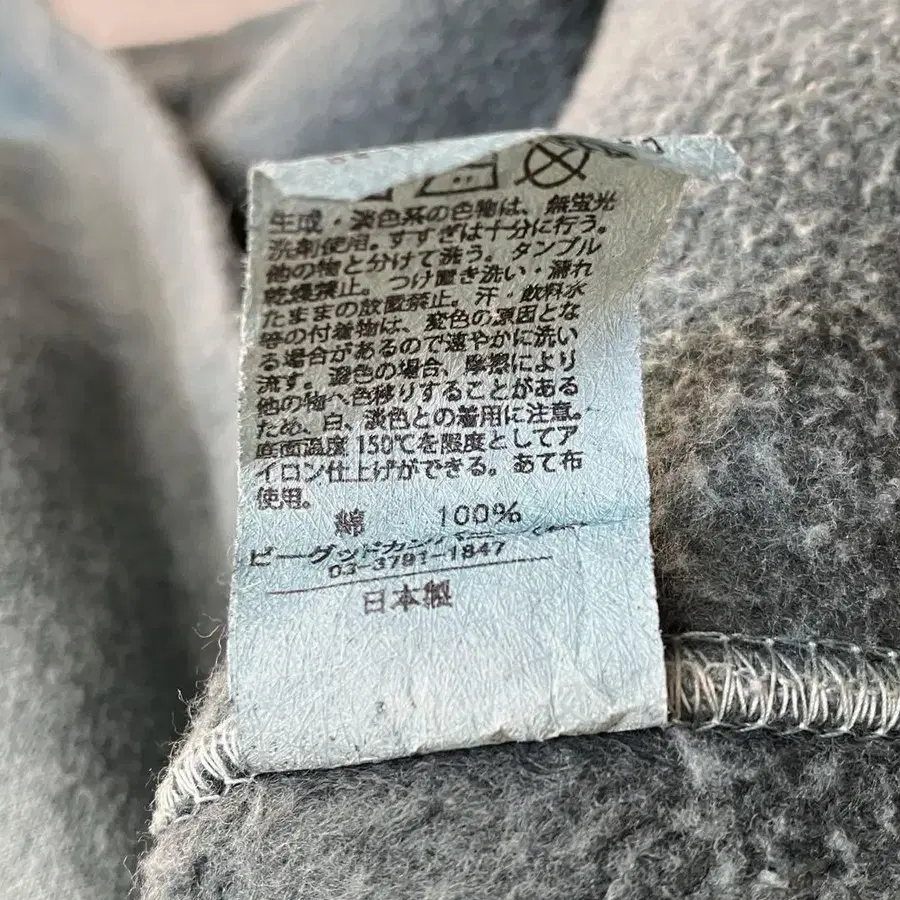 生成・淡色系の色物は、無蛍光
洗剤使用。すすぎは十分に行う。
他の物と分けて洗う。タンブル
乾燥禁止。つけ置き洗い・濡れ
たままの放置禁止。汗・飲料水
等の付着物は、変色の原因とな
る場合があるので速やかに洗い
流す。濃色の場合、摩擦により
他の物へ色移りすることがある
ため、白、淡色との着用に注意。
底面温度150℃を限度としてア
イロン仕上げができる。あて布
使用。
綿 100%
ビーグッドカン
03-3791-1847
日本製